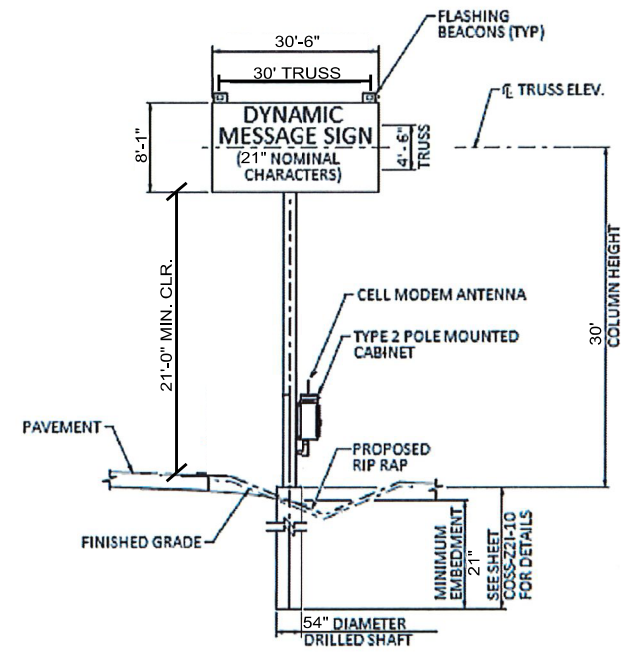 FLASHING
BEACONS (TYP)
30'-6"
30' TRUSS
℄ TRUSS ELEV.
DYNAMIC
MESSAGE SIGN
(21" NOMINAL
CHARACTERS)
8'-1"
4'-6"
TRUSS
21'-0" MIN. CLR.
COLUMN HEIGHT
30'
CELL MODEM ANTENNA
TYPE 2 POLE MOUNTED
CABINET
PAVEMENT
PROPOSED
RIP RAP
FINISHED GRADE
MINIMUM
EMBEDMENT
21"
SEE SHEET
COSS-Z2I-10
FOR DETAILS
54" DIAMETER
DRILLED SHAFT